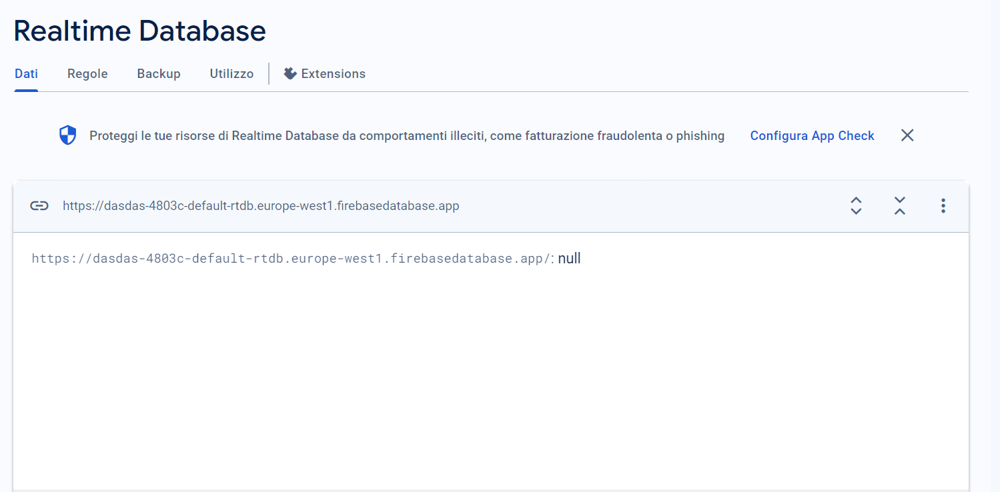 Realtime Database
Dati Regole Backup Utilizzo Extensions
Proteggi le tue risorse di Realtime Database da comportamenti illeciti, come fatturazione fraudolenta o phishing Configura App Check
https://dasdas-4803c-default-rtdb.europe-west1.firebasedatabase.app
https://dasdas-4803c-default-rtdb.europe-west1.firebasedatabase.app/: null